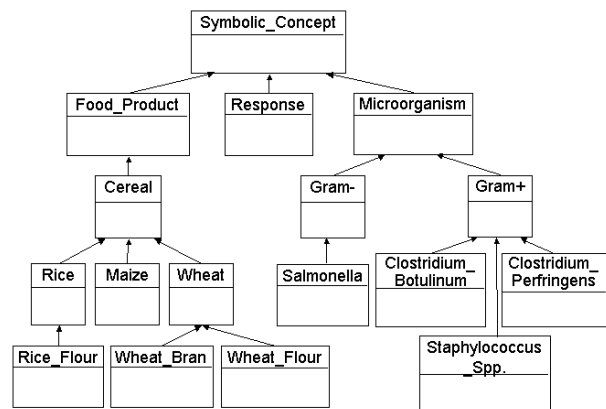 Symbolic_Concept
Food_Product
Response
Microorganism
Cereal
Gram-
Gram+
Rice
Maize
Wheat
Salmonella
Clostridium_
Botulinum
Clostridium_
Perfringens
Rice_Flour
Wheat_Bran
Wheat_Flour
Staphylococcus
_Spp.